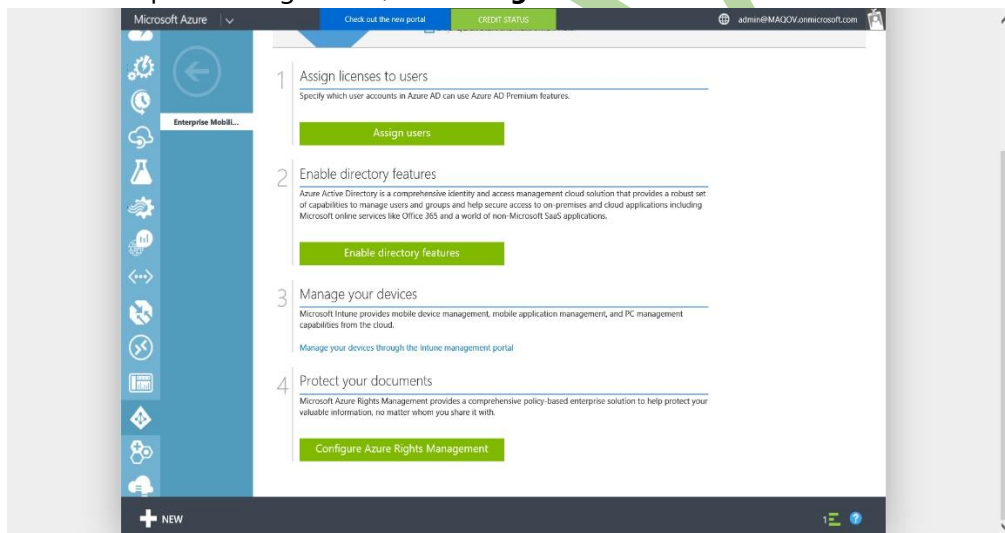 Microsoft Azure
Check out the new portal
CREDIT STATUS
admin@MAQOV.onmicrosoft.com
Enterprise Mobili...
1 Assign licenses to users
Specify which user accounts in Azure AD can use Azure AD Premium features.
Assign users
2 Enable directory features
Azure Active Directory is a comprehensive identity and access management cloud solution that provides a robust set
of capabilities to manage users and groups and help secure access to on-premises and cloud applications including
Microsoft online services like Office 365 and a world of non-Microsoft SaaS applications.
Enable directory features
3 Manage your devices
Microsoft Intune provides mobile device management, mobile application management, and PC management
capabilities from the cloud.
Manage your devices through the Intune management portal
4 Protect your documents
Microsoft Azure Rights Management provides a comprehensive policy-based enterprise solution to help protect your
valuable information, no matter whom you share it with.
Configure Azure Rights Management
NEW
1